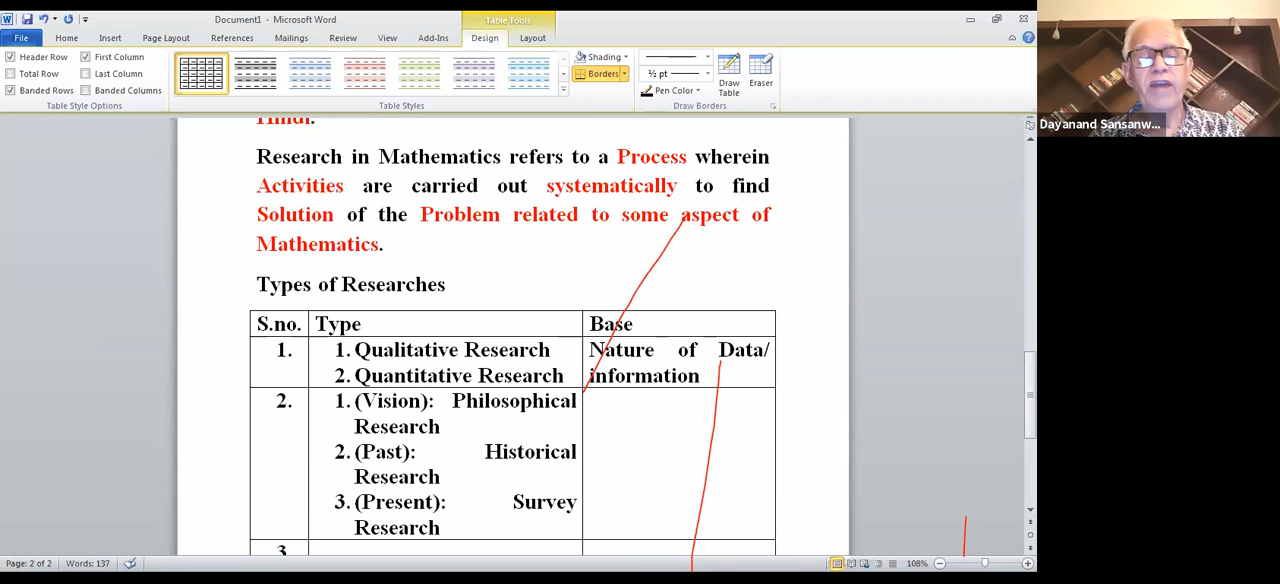 Document1 - Microsoft Word
Table Tools
File Home Insert Page Layout References Mailings Review View Add-Ins Design Layout
Header Row First Column
Total Row Last Column
Banded Rows Banded Columns
Table Style Options
Table Styles
Shading
Borders
½ pt
Pen Color
Draw Table
Eraser
Draw Borders
Dayanand Sansanw...
Hindi.
Research in Mathematics refers to a Process wherein
Activities are carried out systematically to find
Solution of the Problem related to some aspect of
Mathematics.
Types of Researches
S.no. Type Base
1. 1. Qualitative Research Nature of Data/
2. Quantitative Research information
2. 1. (Vision): Philosophical
Research
2. (Past): Historical
Research
3. (Present): Survey
Research
3.
Page: 2 of 2 Words: 137 108%